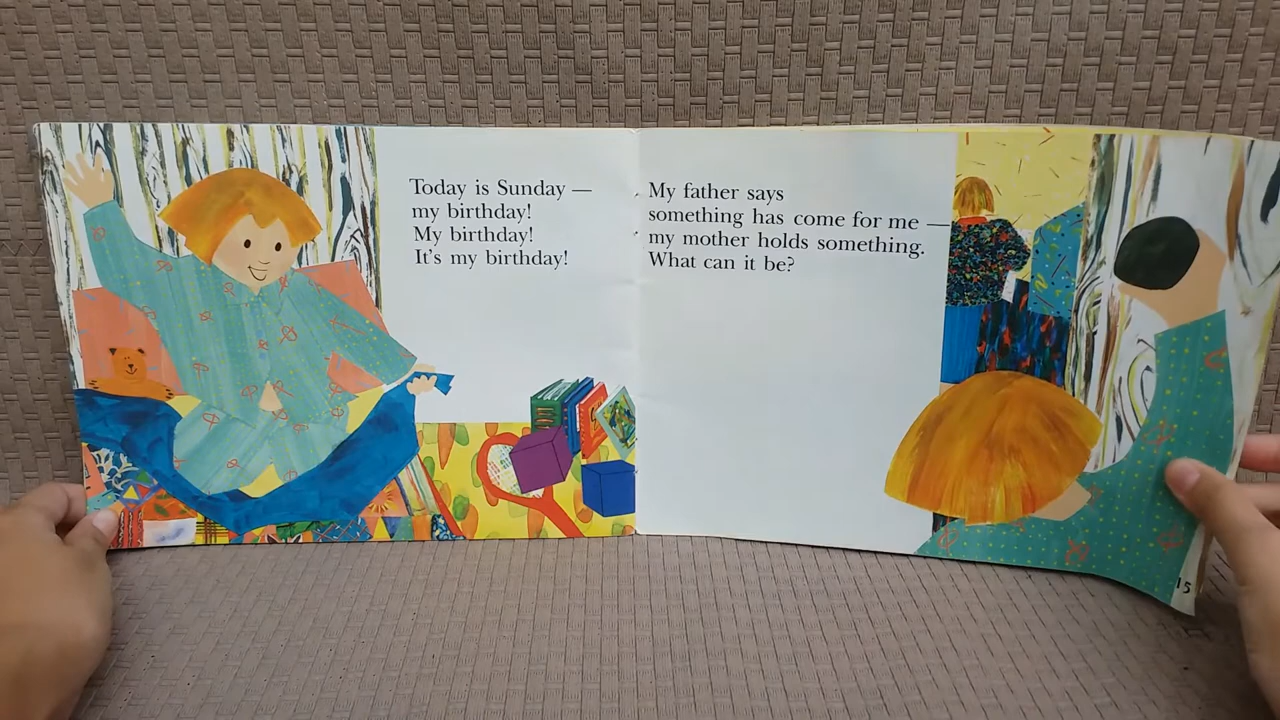 Today is Sunday —
my birthday!
My birthday!
It's my birthday!
My father says
something has come for me —
my mother holds something.
What can it be?
15